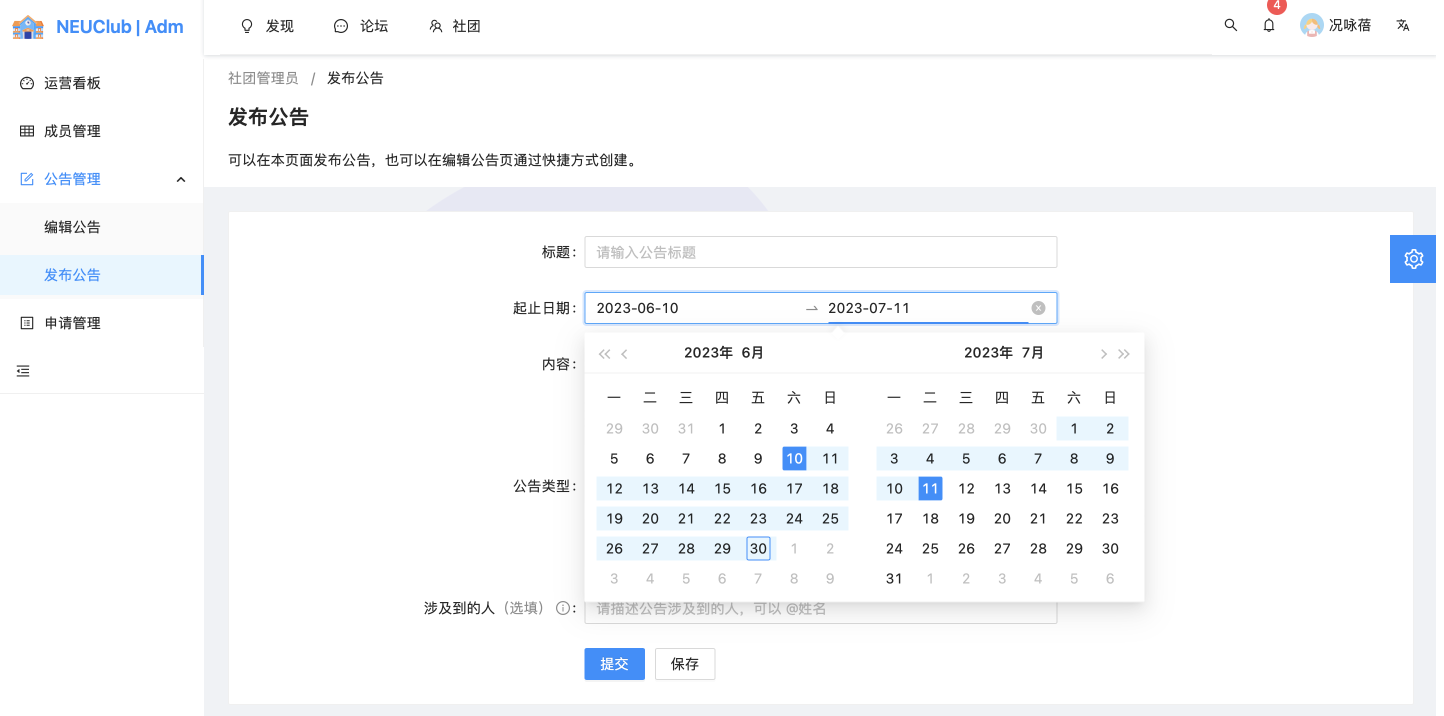 NEUClub | Adm
发现
论坛
社团
4
况咏蓓
运营看板
成员管理
公告管理
编辑公告
发布公告
申请管理
社团管理员 / 发布公告
发布公告
可以在本页面发布公告，也可以在编辑公告页通过快捷方式创建。
标题：
请输入公告标题
起止日期：
2023-06-10
2023-07-11
内容：
公告类型：
2023年 6月
一 二 三 四 五 六 日
29 30 31 1 2 3 4
5 6 7 8 9 10 11
12 13 14 15 16 17 18
19 20 21 22 23 24 25
26 27 28 29 30 1 2
3 4 5 6 7 8 9
2023年 7月
一 二 三 四 五 六 日
26 27 28 29 30 1 2
3 4 5 6 7 8 9
10 11 12 13 14 15 16
17 18 19 20 21 22 23
24 25 26 27 28 29 30
31 1 2 3 4 5 6
涉及到的人（选填）：
请描述公告涉及到的人，可以 @姓名
提交
保存